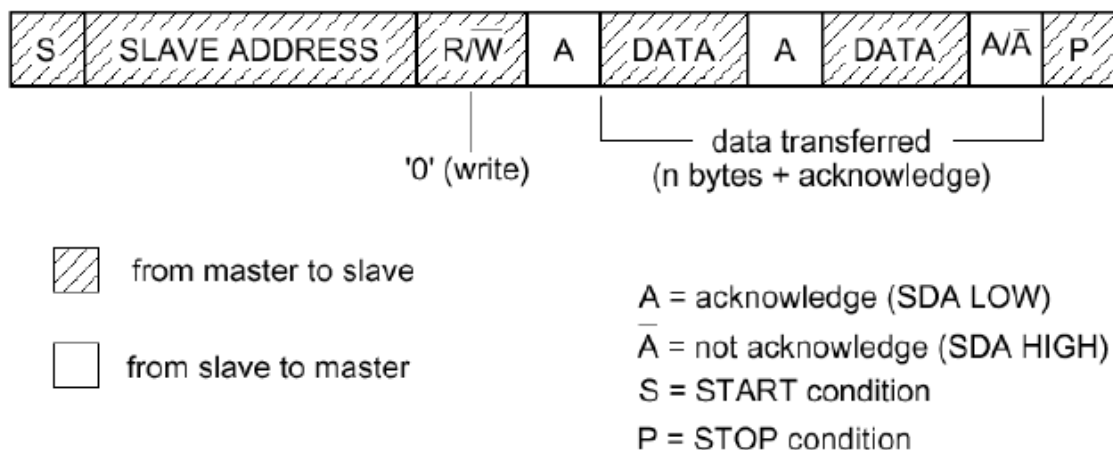 S SLAVE ADDRESS R/W̅ A DATA A DATA A/A̅ P
data transferred
'0' (write) (n bytes + acknowledge)
from master to slave
from slave to master
A = acknowledge (SDA LOW)
A̅ = not acknowledge (SDA HIGH)
S = START condition
P = STOP condition